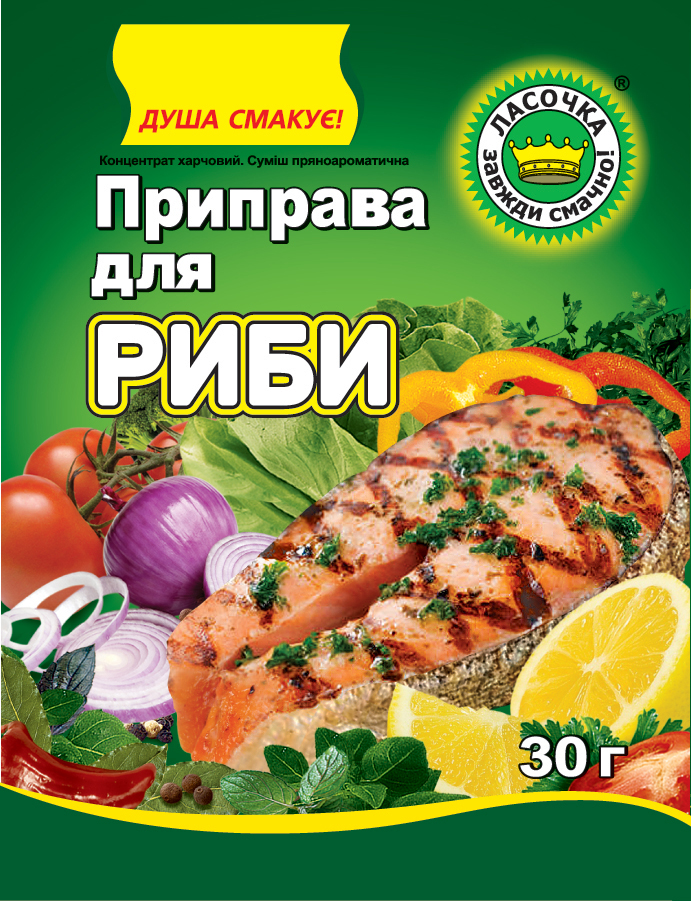 ДУША СМАКУЄ!
Концентрат харчовий. Суміш пряноароматична
ЛАСОЧКА
завжди смачно!
®
Приправа
для
РИБИ
30 г